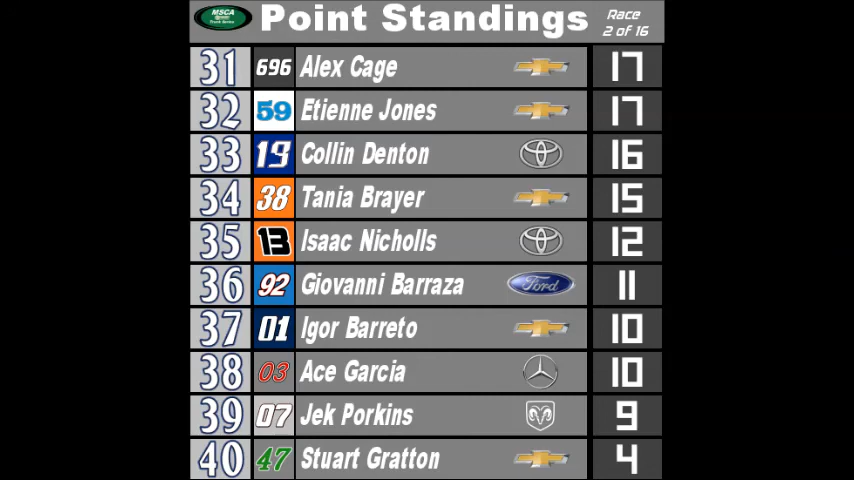 MSCA
Point Standings
Race
2 of 16
31 696 Alex Cage 17
32 59 Etienne Jones 17
33 19 Collin Denton 16
34 38 Tania Brayer 15
35 13 Isaac Nicholls 12
36 92 Giovanni Barraza Ford 11
37 01 Igor Barreto 10
38 03 Ace Garcia 10
39 07 Jek Porkins 9
40 47 Stuart Gratton 4